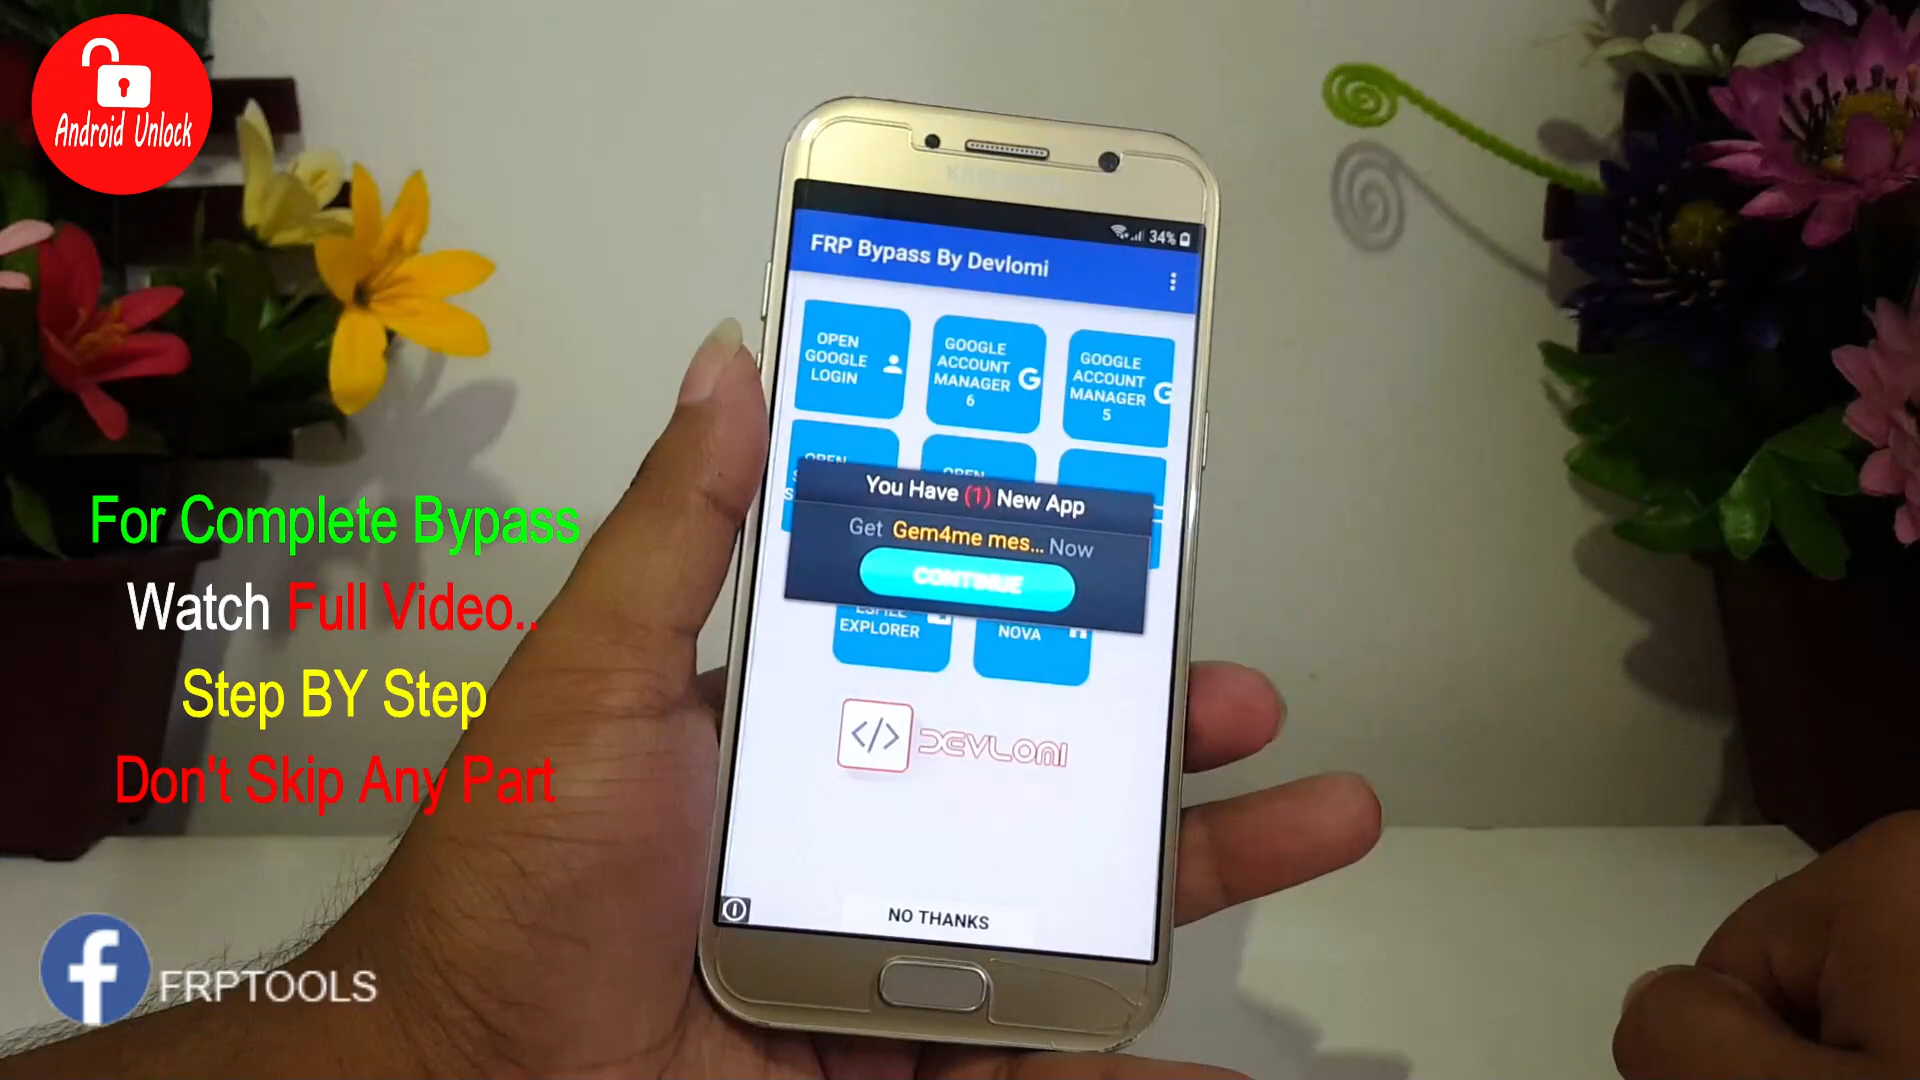 Android Unlock
For Complete Bypass
Watch Full Video..
Step BY Step
Don't Skip Any Part
FRPTOOLS
34%
FRP Bypass By Devlomi
OPEN
GOOGLE
LOGIN
GOOGLE
ACCOUNT
MANAGER
6
GOOGLE
ACCOUNT
MANAGER
5
OPEN
OPEN
You Have (1) New App
Get Gem4me mes... Now
CONTINUE
EXPLORER
NOVA
DEVLOMI
NO THANKS